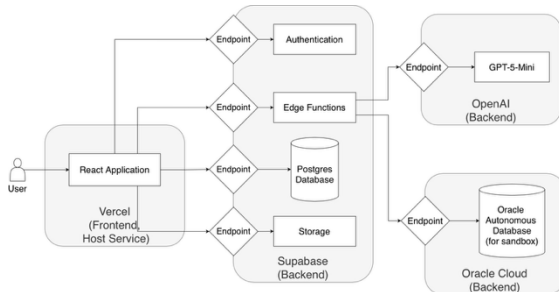 Endpoint
Authentication
Endpoint
GPT-5-Mini
Endpoint
Edge Functions
OpenAI
(Backend)
React Application
User
Endpoint
Postgres
Database
Vercel
(Frontend,
Host Service)
Endpoint
Storage
Supabase
(Backend)
Endpoint
Oracle
Autonomous
Database
(for sandbox)
Oracle Cloud
(Backend)